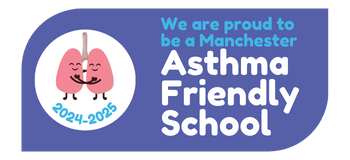 We are proud to
be a Manchester
Asthma
Friendly
School
2024-2025